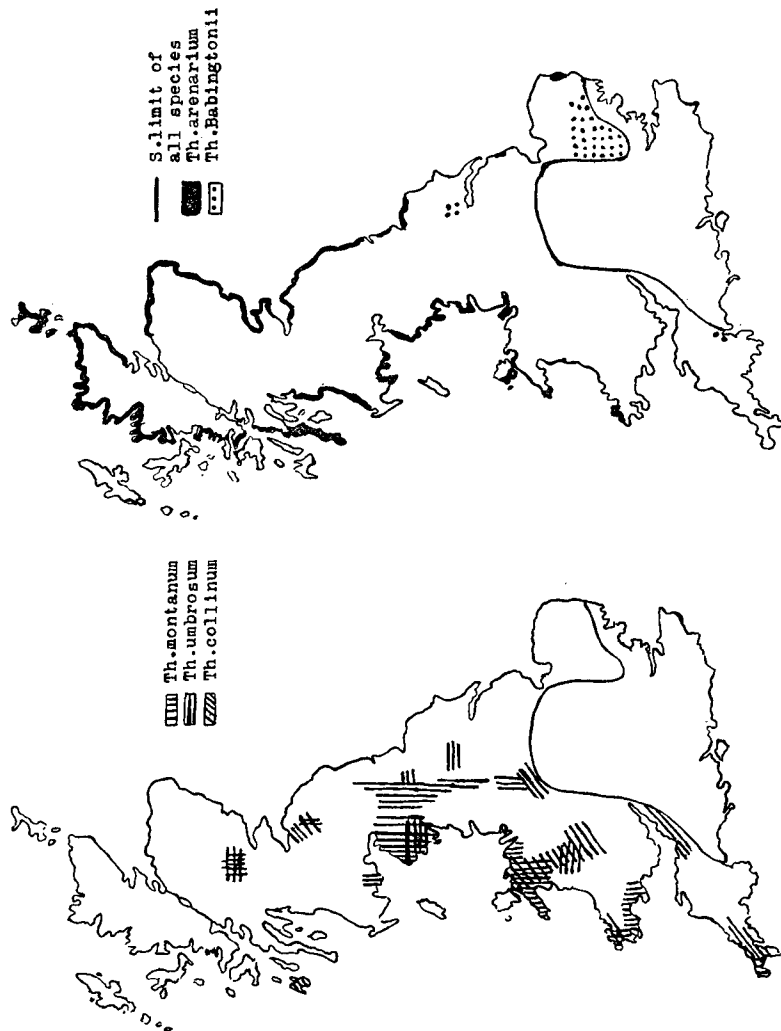 Th.montanum
Th.umbrosum
Th.collinum
S.limit of
all species
Th.arenarium
Th.Babingtonii